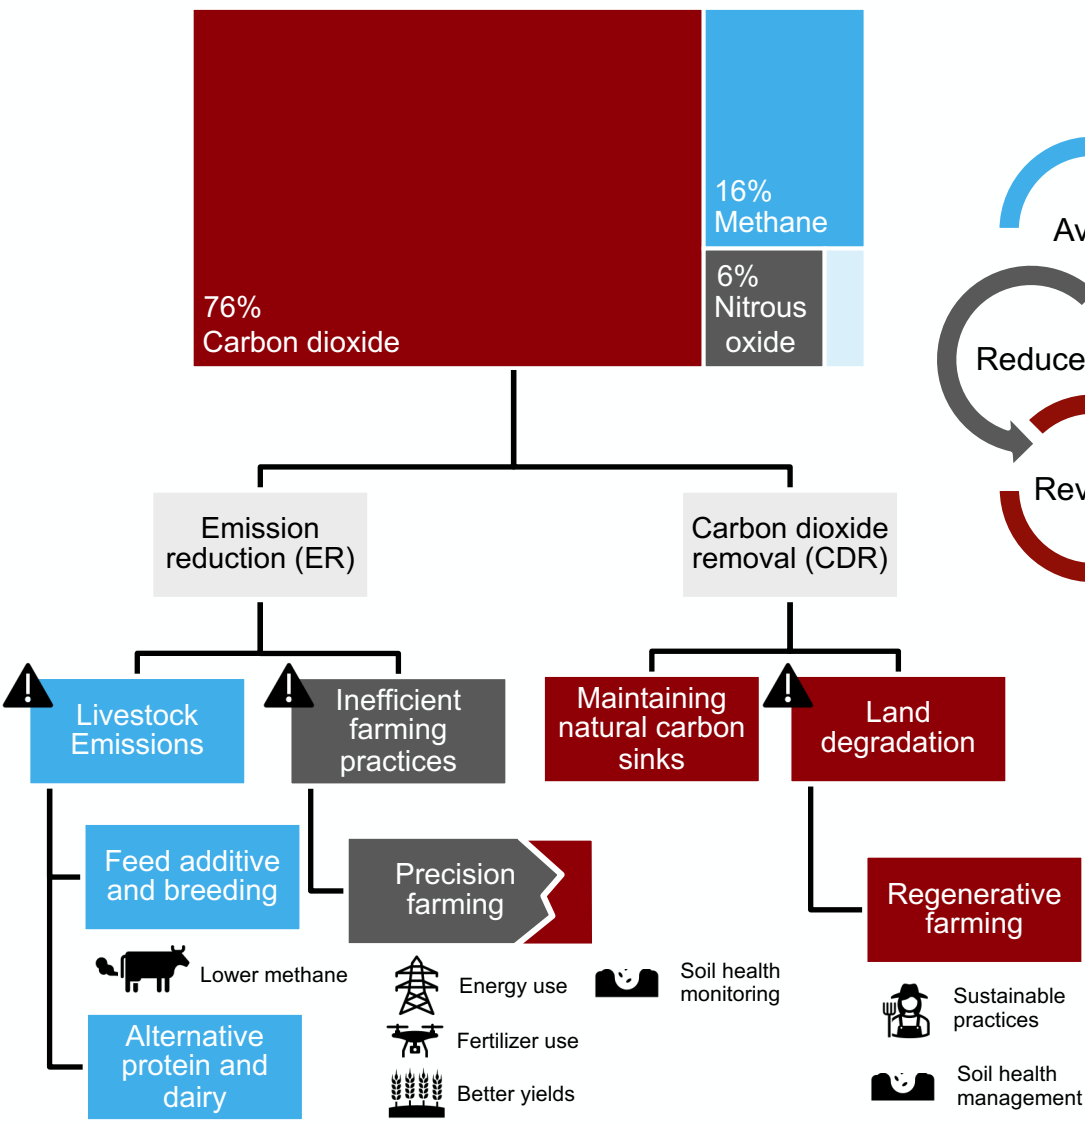 16%
Methane
76%
Carbon dioxide
6%
Nitrous
oxide
Av
Reduce
Rev
Emission
reduction (ER)
Carbon dioxide
removal (CDR)
Livestock
Emissions
Inefficient
farming
practices
Maintaining
natural carbon
sinks
Land
degradation
Feed additive
and breeding
Precision
farming
Regenerative
farming
Lower methane
Energy use
Soil health
monitoring
Sustainable
practices
Fertilizer use
Alternative
protein and
dairy
Better yields
Soil health
management